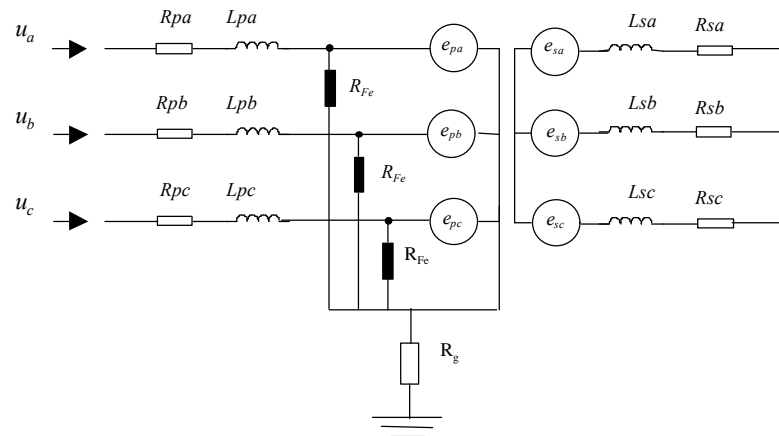 Rpa Lpa Lsa Rsa
u_a e_pa e_sa
R_Fe
Rpb Lpb Lsb Rsb
u_b e_pb e_sb
R_Fe
Rpc Lpc Lsc Rsc
u_c e_pc e_sc
R_Fe
R_g